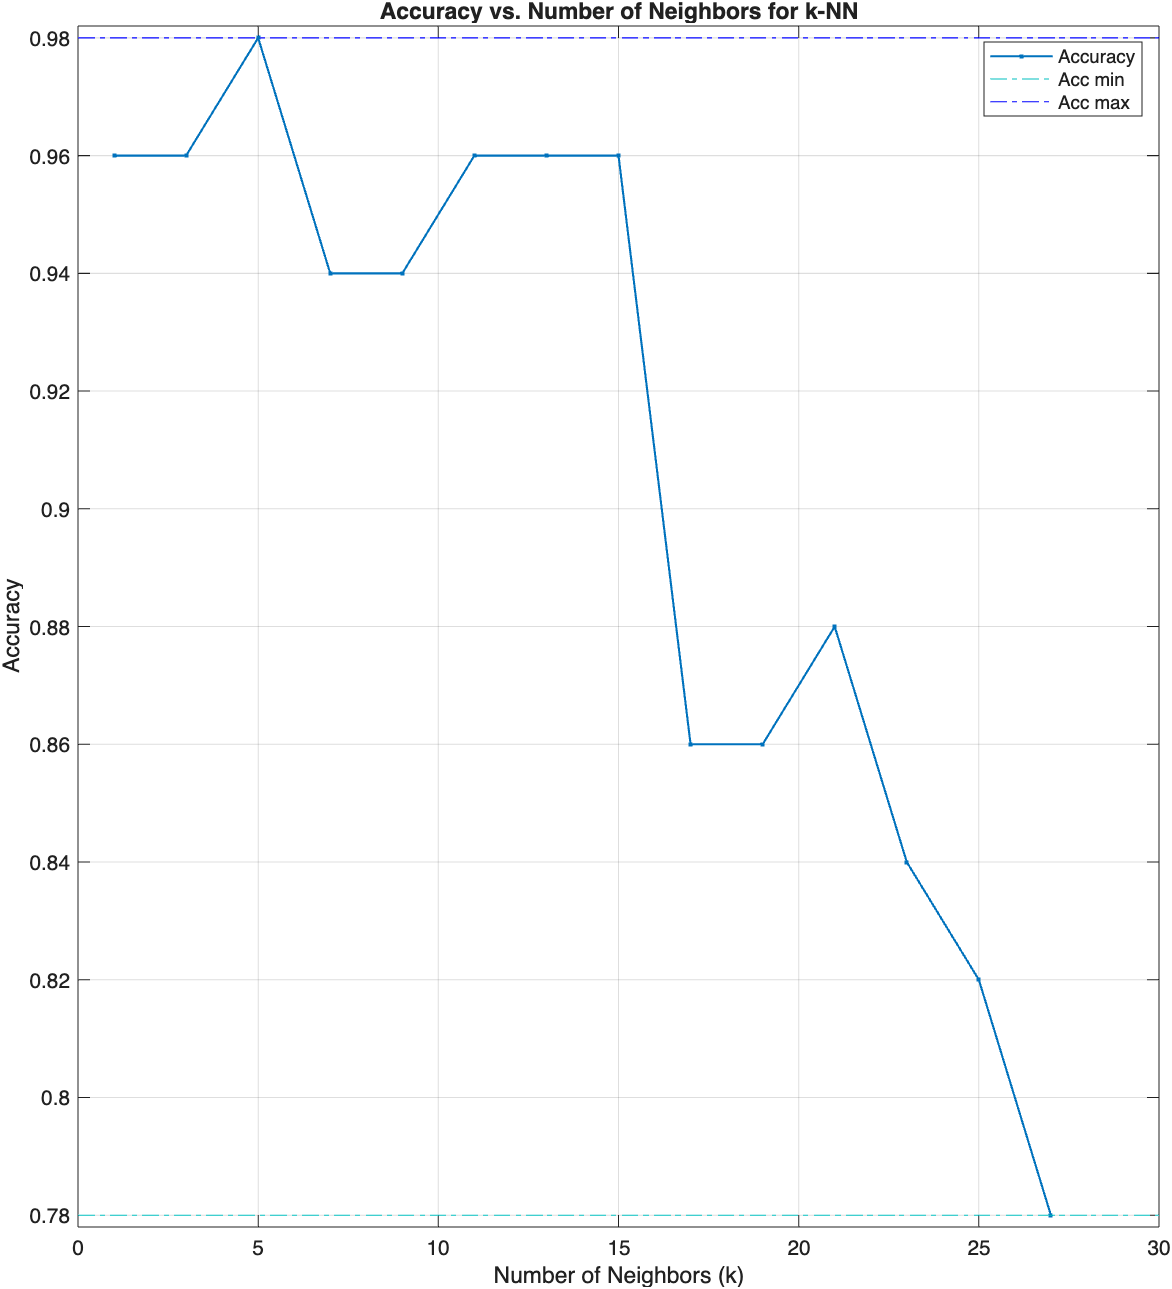 Accuracy vs. Number of Neighbors for k-NN
Accuracy
Acc min
Acc max
0.98
0.96
0.94
0.92
0.9
0.88
0.86
0.84
0.82
0.8
0.78
Accuracy
0 5 10 15 20 25 30
Number of Neighbors (k)